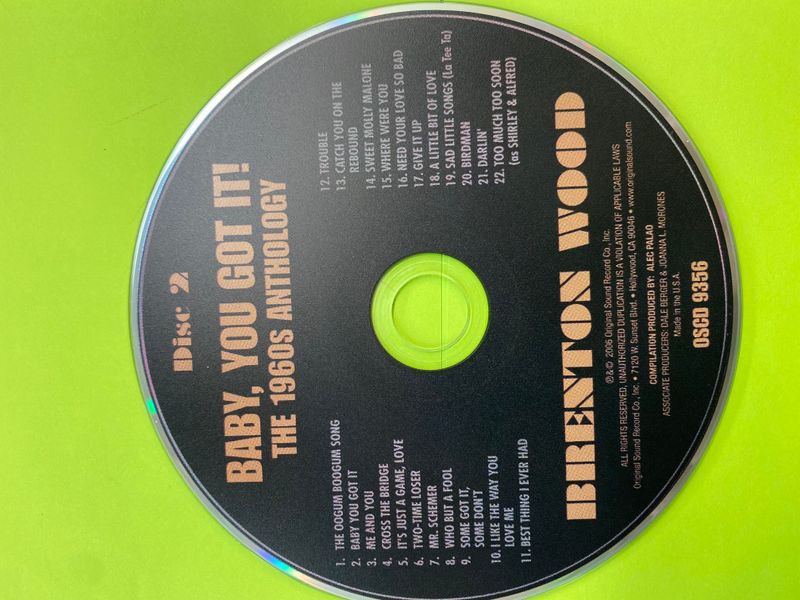 Disc 2
BABY, YOU GOT IT!
THE 1960s ANTHOLOGY
1. THE OOGUM BOOGUM SONG
2. BABY YOU GOT IT
3. ME AND YOU
4. CROSS THE BRIDGE
5. IT'S JUST A GAME, LOVE
6. TWO-TIME LOSER
7. MR. SCHEMER
8. WHO BUT A FOOL
9. SOME GOT IT,
SOME DON'T
10. I LIKE THE WAY YOU
LOVE ME
11. BEST THING I EVER HAD
12. TROUBLE
13. CATCH YOU ON THE
REBOUND
14. SWEET MOLLY MALONE
15. WHERE WERE YOU
16. NEED YOUR LOVE SO BAD
17. GIVE IT UP
18. A LITTLE BIT OF LOVE
19. SAD LITTLE SONGS (La Tee Ta)
20. BIRDMAN
21. DARLIN'
22. TOO MUCH TOO SOON
(as SHIRLEY & ALFRED)
BRENTON WOOD
℗&© 2006 Original Sound Record Co., Inc.
ALL RIGHTS RESERVED, UNAUTHORIZED DUPLICATION IS A VIOLATION OF APPLICABLE LAWS
Original Sound Record Co., Inc. • 7120 W. Sunset Blvd. • Hollywood, CA 90046 • www.originalsound.com
COMPILATION PRODUCED BY: ALEC PALAO
ASSOCIATE PRODUCERS: DALE BERGER & JOANNA L. MORONES
Made in the U.S.A.
OSCD 9356